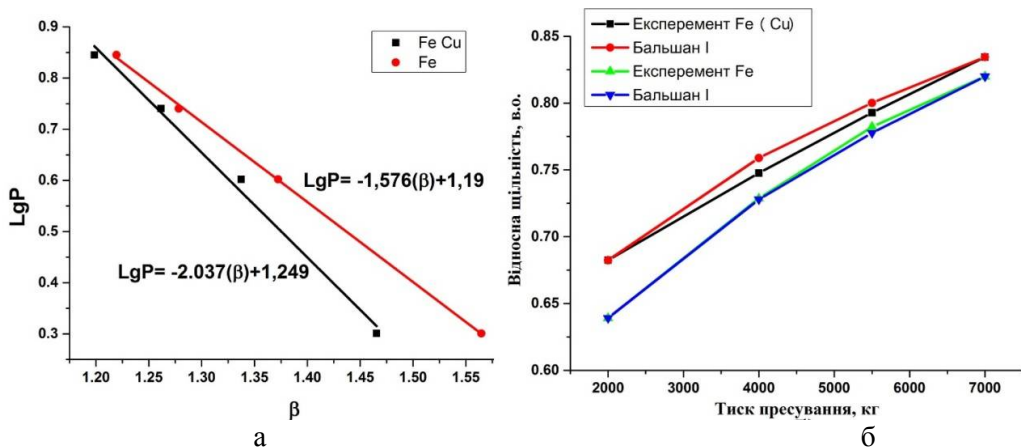 0.9
0.8
0.7
0.6
0.5
0.4
0.3
LgP
1.20 1.25 1.30 1.35 1.40 1.45 1.50 1.55
β
Fe Cu
Fe
LgP= -1,576(β)+1,19
LgP= -2.037(β)+1,249
а
0.85
0.80
0.75
0.70
0.65
0.60
Відносна щільність, в.о.
2000 3000 4000 5000 6000 7000
Тиск пресування, кг
Експеремент Fe ( Cu)
Бальшан I
Експеремент Fe
Бальшан I
б